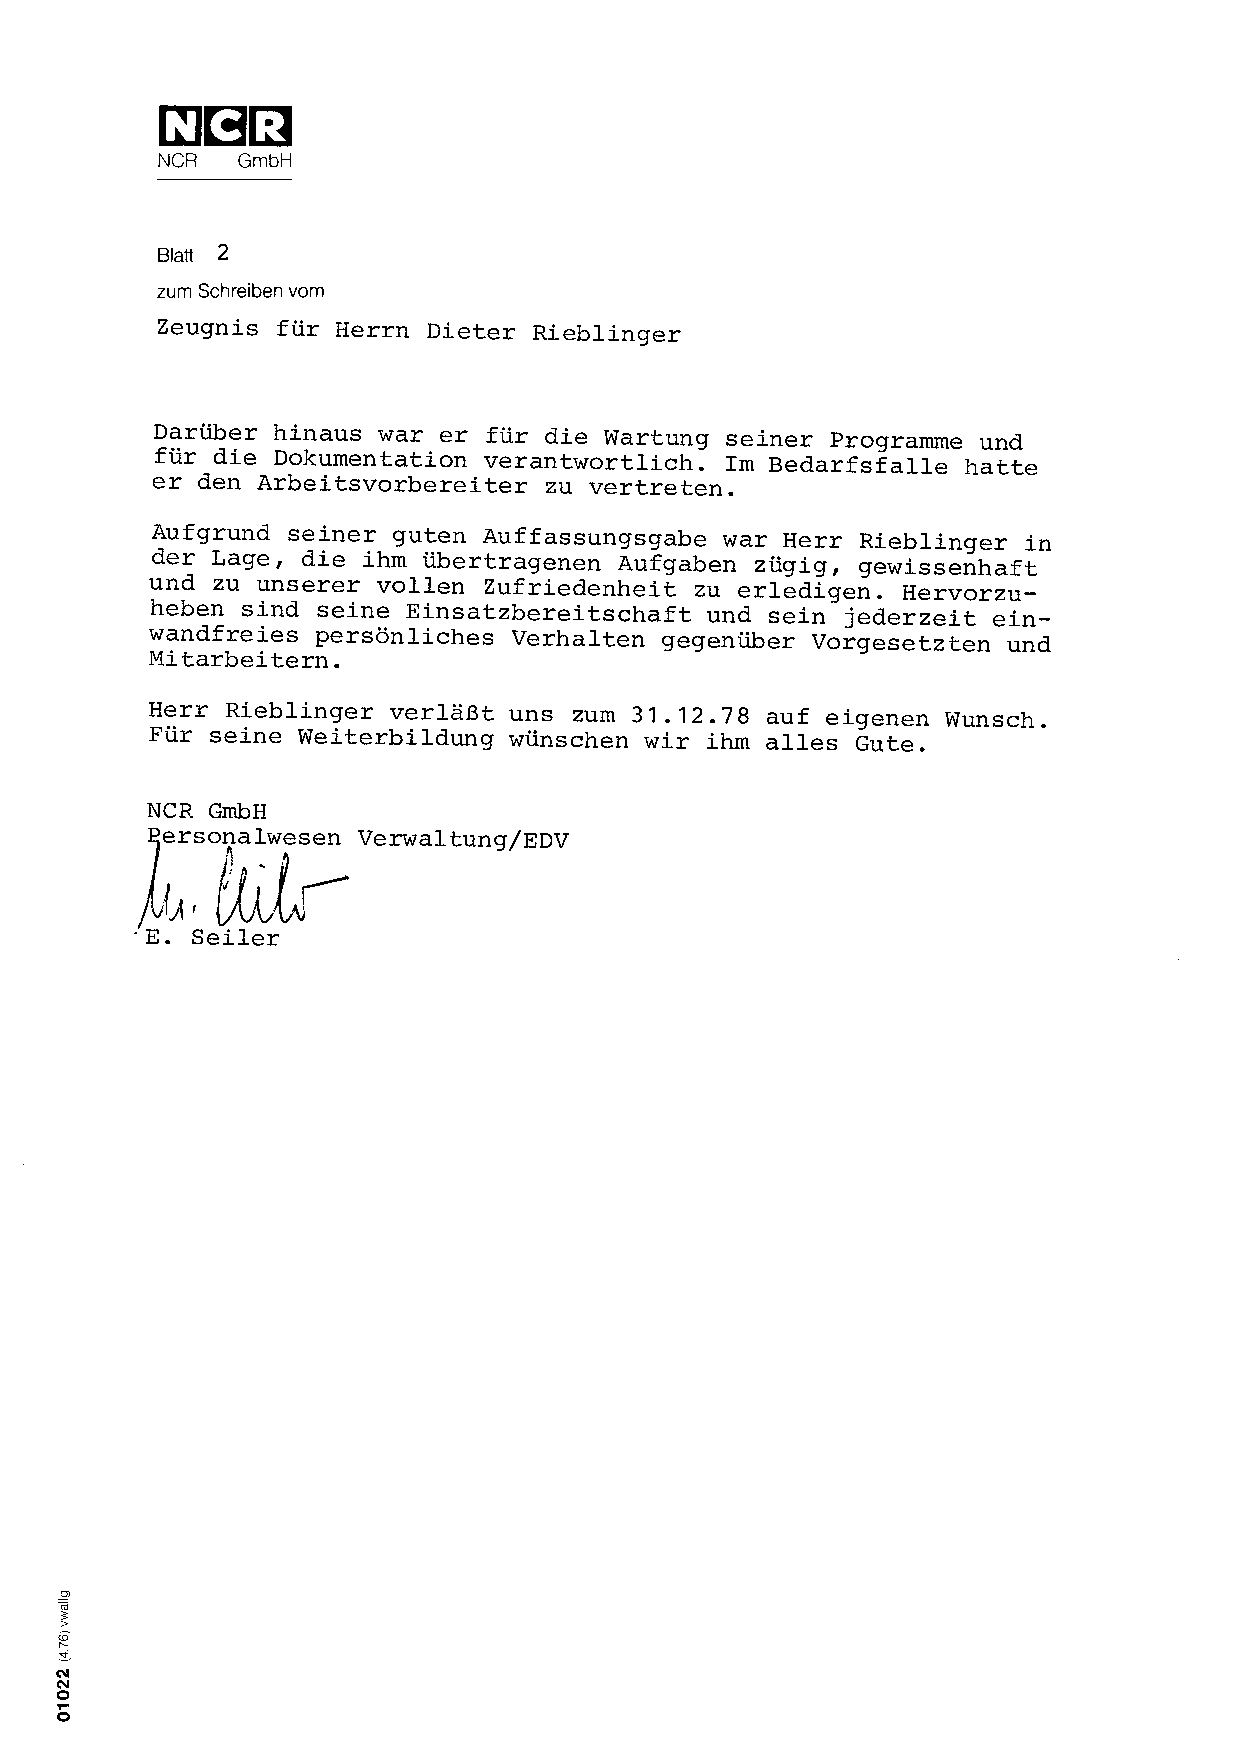 NCR
NCR GmbH
Blatt 2
zum Schreiben vom
Zeugnis für Herrn Dieter Rieblinger
Darüber hinaus war er für die Wartung seiner Programme und
für die Dokumentation verantwortlich. Im Bedarfsfalle hatte
er den Arbeitsvorbereiter zu vertreten.
Aufgrund seiner guten Auffassungsgabe war Herr Rieblinger in
der Lage, die ihm übertragenen Aufgaben zügig, gewissenhaft
und zu unserer vollen Zufriedenheit zu erledigen. Hervorzu-
heben sind seine Einsatzbereitschaft und sein jederzeit ein-
wandfreies persönliches Verhalten gegenüber Vorgesetzten und
Mitarbeitern.
Herr Rieblinger verläßt uns zum 31.12.78 auf eigenen Wunsch.
Für seine Weiterbildung wünschen wir ihm alles Gute.
NCR GmbH
Personalwesen Verwaltung/EDV
E. Seiler
01022 (4.76) vwallg